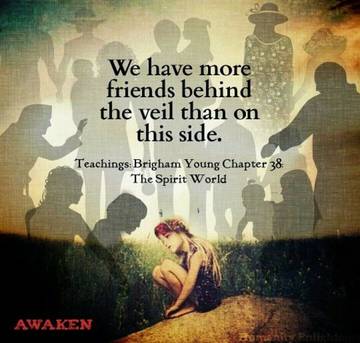 We have more
friends behind
the veil than on
this side.
Teachings: Brigham Young Chapter 38:
The Spirit World
AWAKEN
Humanity